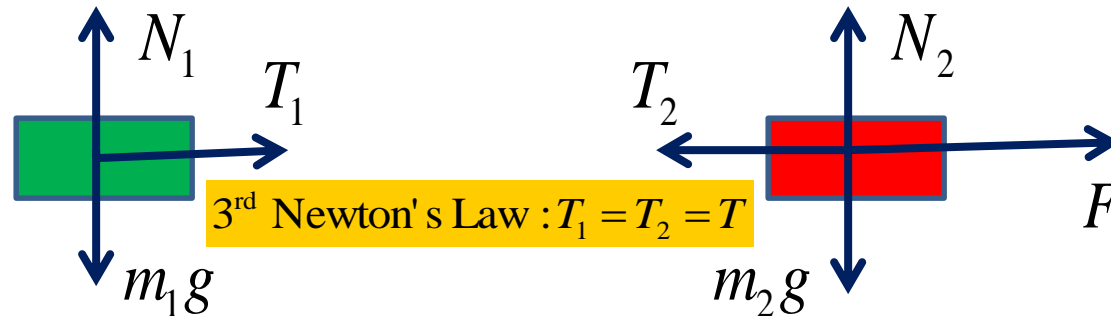 N₁
N₂
T₁
T₂
3ʳᵈ Newton's Law : T₁ = T₂ = T
F
m₁g
m₂g